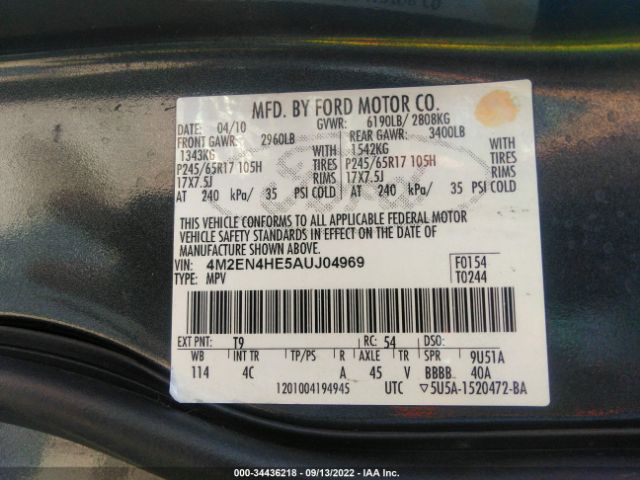 MFD. BY FORD MOTOR CO.
DATE: 04/10 GVWR: 6190LB/ 2808KG
FRONT GAWR: 2960LB REAR GAWR: 3400LB
1343KG WITH 1542KG WITH
P245/65R17 105H TIRES P245/65R17 105H TIRES
17X7.5J RIMS 17X7.5J RIMS
AT 240 kPa/ 35 PSI COLD AT 240 kPa/ 35 PSI COLD
THIS VEHICLE CONFORMS TO ALL APPLICABLE FEDERAL MOTOR
VEHICLE SAFETY STANDARDS IN EFFECT ON THE DATE OF
MANUFACTURE SHOWN ABOVE.
VIN: 4M2EN4HE5AUJ04969 F0154
TYPE: MPV T0244
EXT PNT: T9 RC: 54 DSO:
WB INT TR TP/PS R AXLE TR SPR 9U51A
114 4C A 45 V BBBB 40A
1201004194945 UTC ▽5U5A-1520472-BA
000-34436218 - 09/13/2022 - IAA Inc.